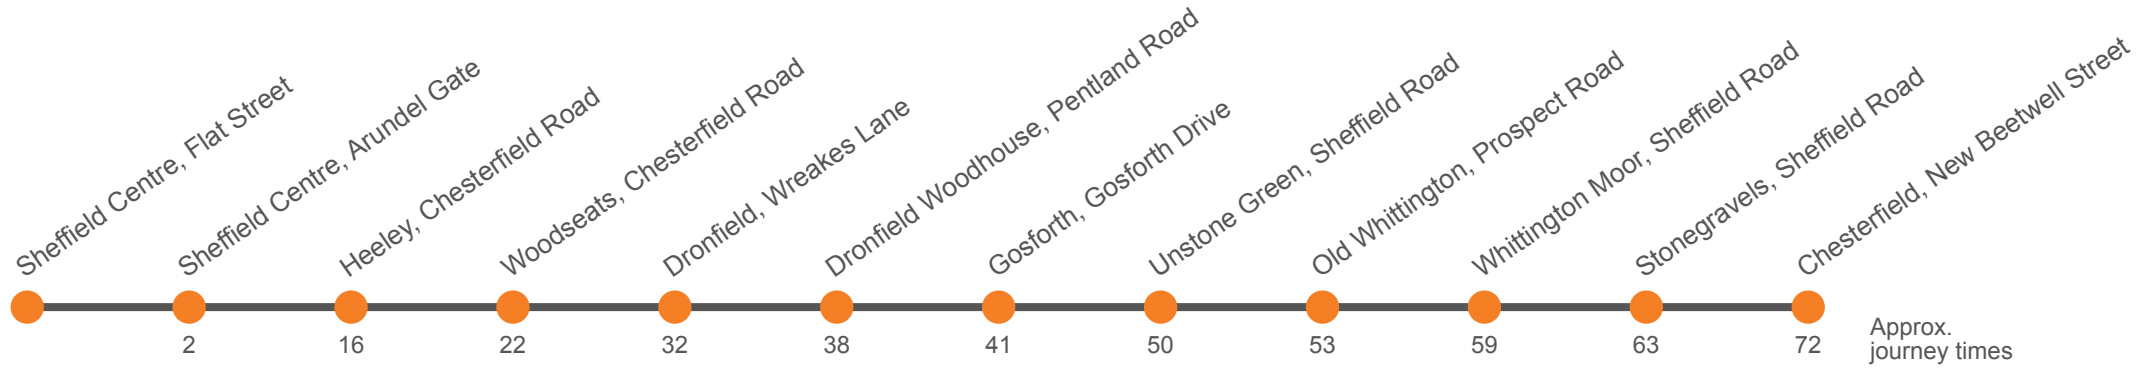 Sheffield Centre, Flat Street
Sheffield Centre, Arundel Gate
Heeley, Chesterfield Road
Woodseats, Chesterfield Road
Dronfield, Wreakes Lane
Dronfield Woodhouse, Pentland Road
Gosforth, Gosforth Drive
Unstone Green, Sheffield Road
Old Whittington, Prospect Road
Whittington Moor, Sheffield Road
Stonegravels, Sheffield Road
Chesterfield, New Beetwell Street
2 16 22 32 38 41 50 53 59 63 72
Approx.
journey times